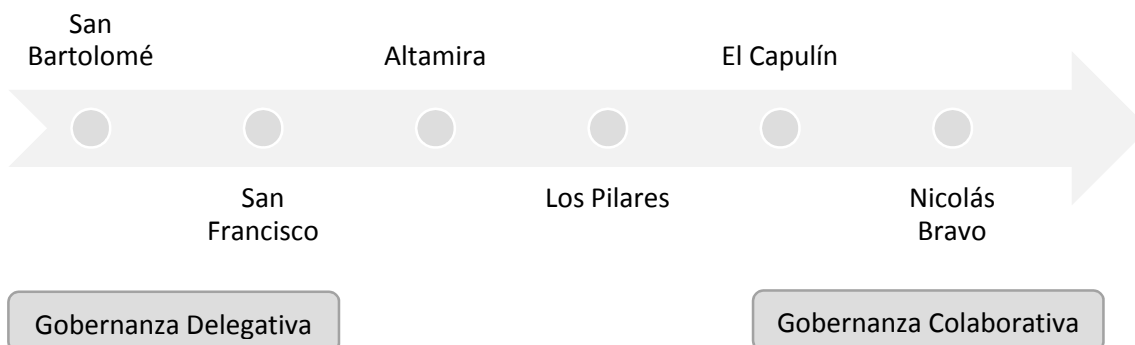 San
Bartolomé
Altamira
El Capulín
San
Francisco
Los Pilares
Nicolás
Bravo
Gobernanza Delegativa
Gobernanza Colaborativa